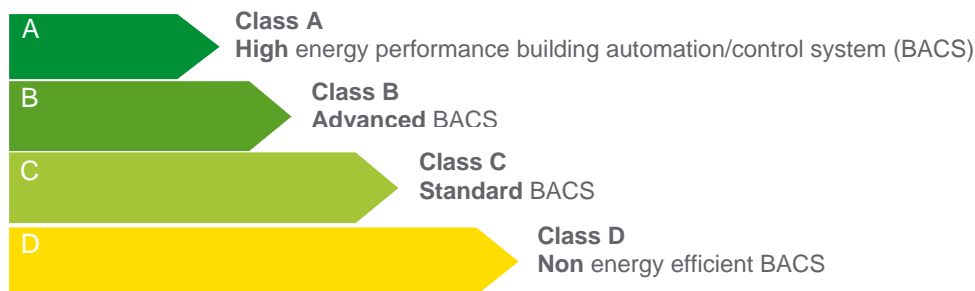 A
Class A
High energy performance building automation/control system (BACS)
B
Class B
Advanced BACS
C
Class C
Standard BACS
D
Class D
Non energy efficient BACS